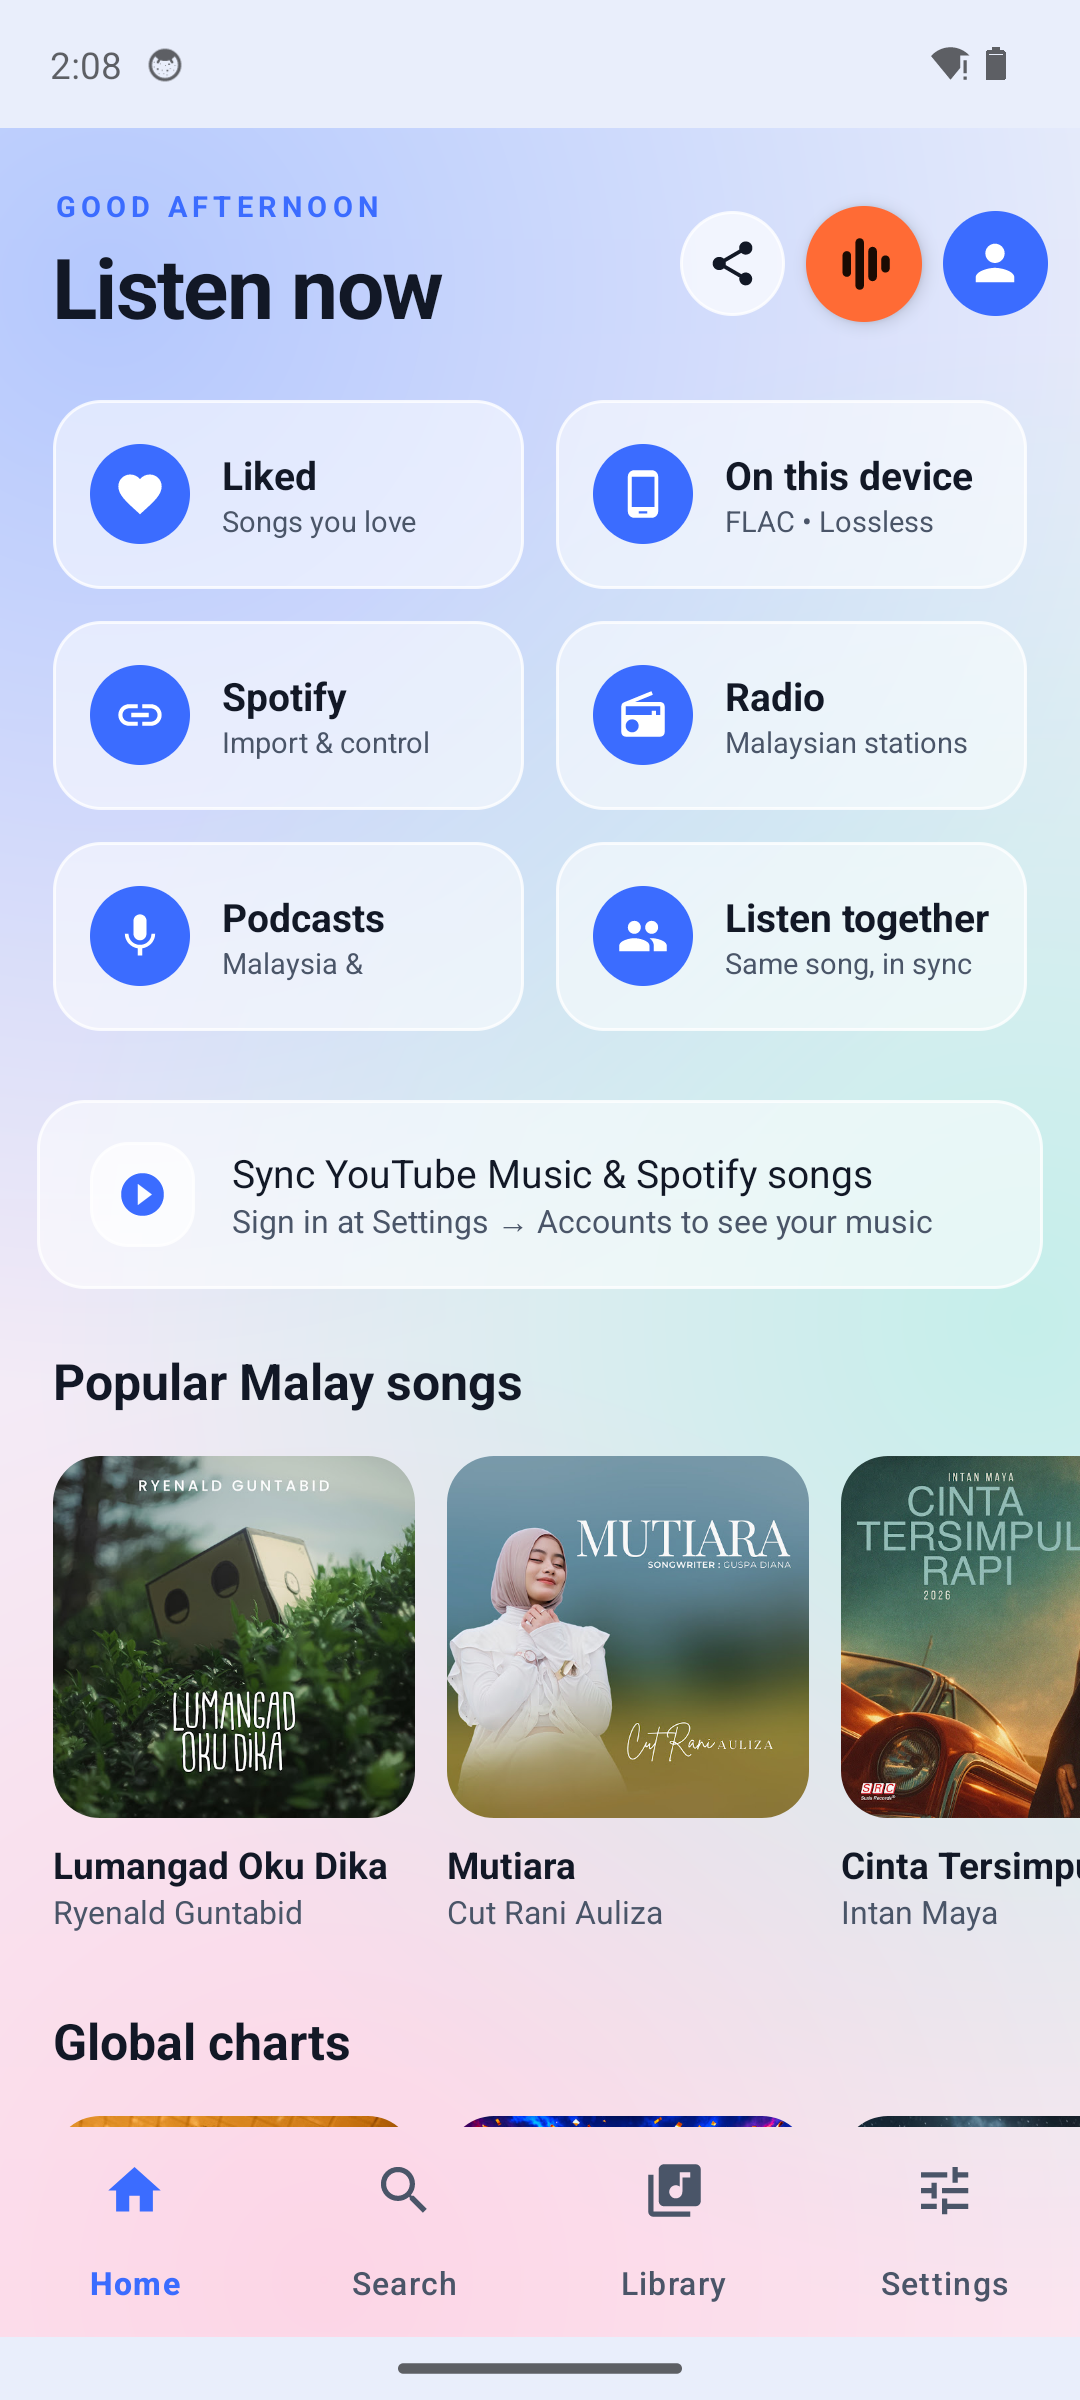 2:08
GOOD AFTERNOON
Listen now
Liked
Songs you love
On this device
FLAC • Lossless
Spotify
Import & control
Radio
Malaysian stations
Podcasts
Malaysia &
Listen together
Same song, in sync
Sync YouTube Music & Spotify songs
Sign in at Settings → Accounts to see your music
Popular Malay songs
RYENALD GUNTABID
LUMANGAD
OKU DiKA
MUTIARA
SONGWRITER : GUSPA DIANA
Cut Rani AULIZA
INTAN MAYA
CINTA
TERSIMPUL
RAPI
2026
SRC
Suria Records
Lumangad Oku Dika
Ryenald Guntabid
Mutiara
Cut Rani Auliza
Cinta Tersimpu
Intan Maya
Global charts
Home
Search
Library
Settings